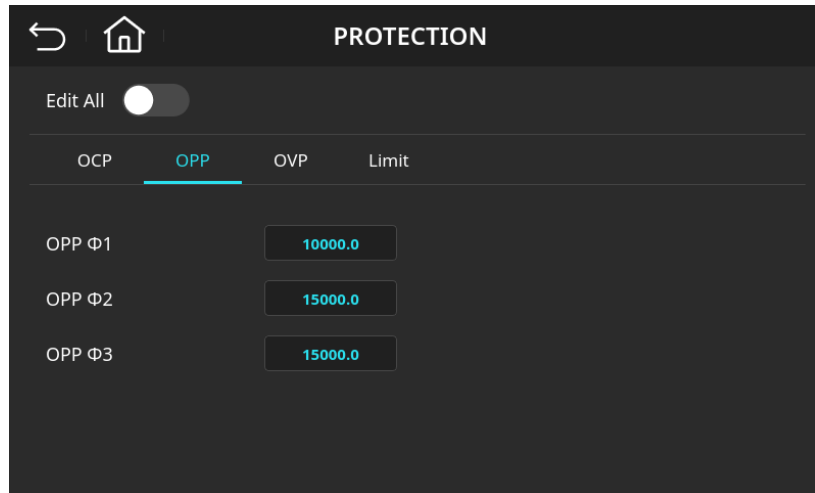 PROTECTION
Edit All
OCP OPP OVP Limit
OPP Φ1 10000.0
OPP Φ2 15000.0
OPP Φ3 15000.0